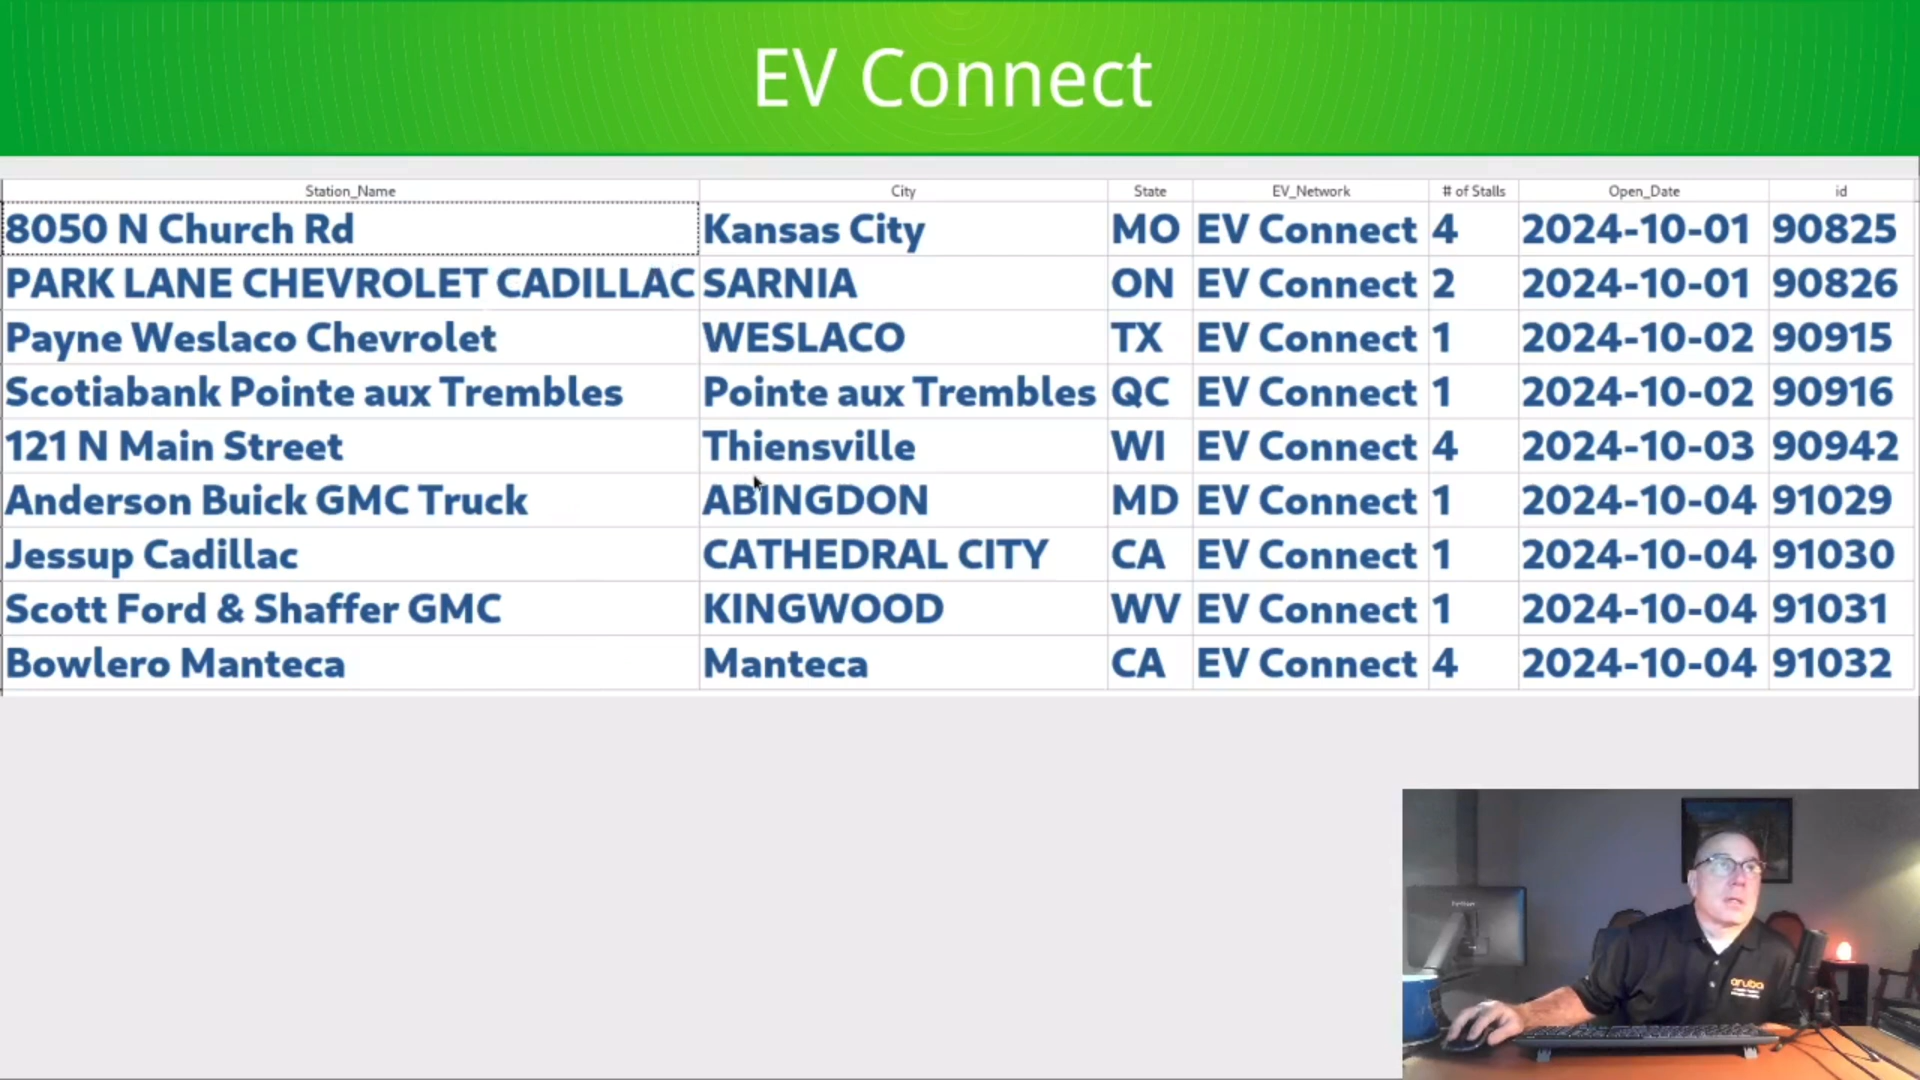 EV Connect
Station_Name City State EV_Network # of Stalls Open_Date id
8050 N Church Rd Kansas City MO EV Connect 4 2024-10-01 90825
PARK LANE CHEVROLET CADILLAC SARNIA ON EV Connect 2 2024-10-01 90826
Payne Weslaco Chevrolet WESLACO TX EV Connect 1 2024-10-02 90915
Scotiabank Pointe aux Trembles Pointe aux Trembles QC EV Connect 1 2024-10-02 90916
121 N Main Street Thiensville WI EV Connect 4 2024-10-03 90942
Anderson Buick GMC Truck ABINGDON MD EV Connect 1 2024-10-04 91029
Jessup Cadillac CATHEDRAL CITY CA EV Connect 1 2024-10-04 91030
Scott Ford & Shaffer GMC KINGWOOD WV EV Connect 1 2024-10-04 91031
Bowlero Manteca Manteca CA EV Connect 4 2024-10-04 91032
aruba